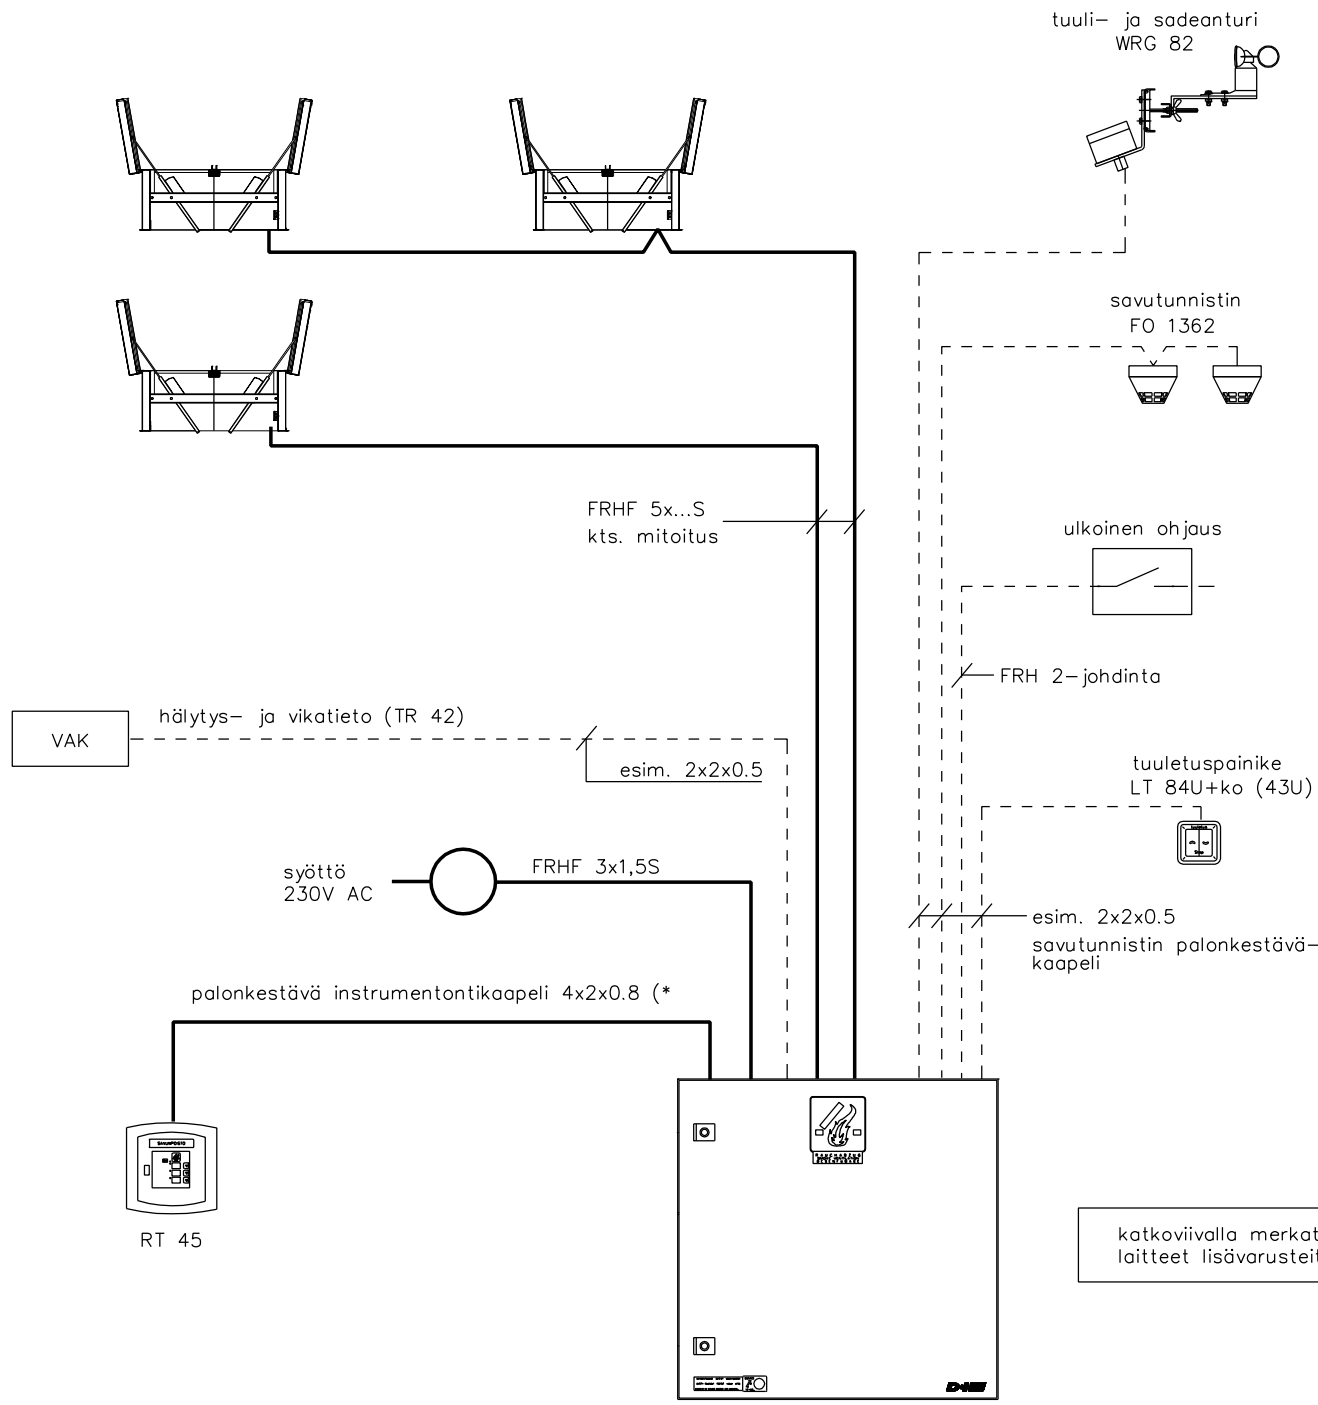 tuuli- ja sadeanturi
WRG 82
savutunnistin
FO 1362
FRHF 5x...S
kts. mitoitus
ulkoinen ohjaus
FRH 2-johdinta
hälytys- ja vikatieto (TR 42)
VAK
esim. 2x2x0.5
tuuletuspainike
LT 84U+ko (43U)
syöttö
230V AC
FRHF 3x1,5S
esim. 2x2x0.5
savutunnistin palonkestävä-
kaapeli
palonkestävä instrumentontikaapeli 4x2x0.8 (*
RT 45
katkoviivalla merkat
laitteet lisävarusteit
D+H